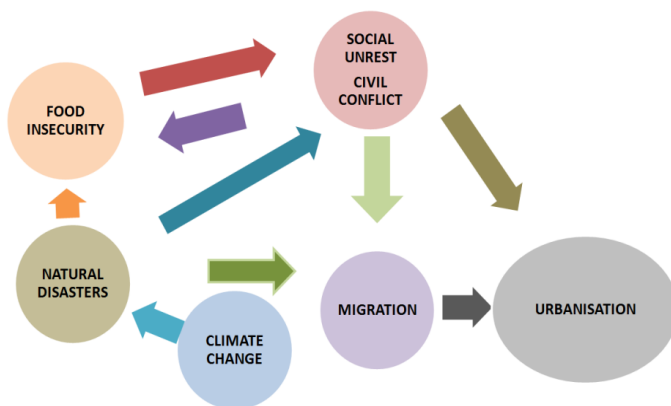 SOCIAL
UNREST
CIVIL
CONFLICT
FOOD
INSECURITY
NATURAL
DISASTERS
MIGRATION
URBANISATION
CLIMATE
CHANGE